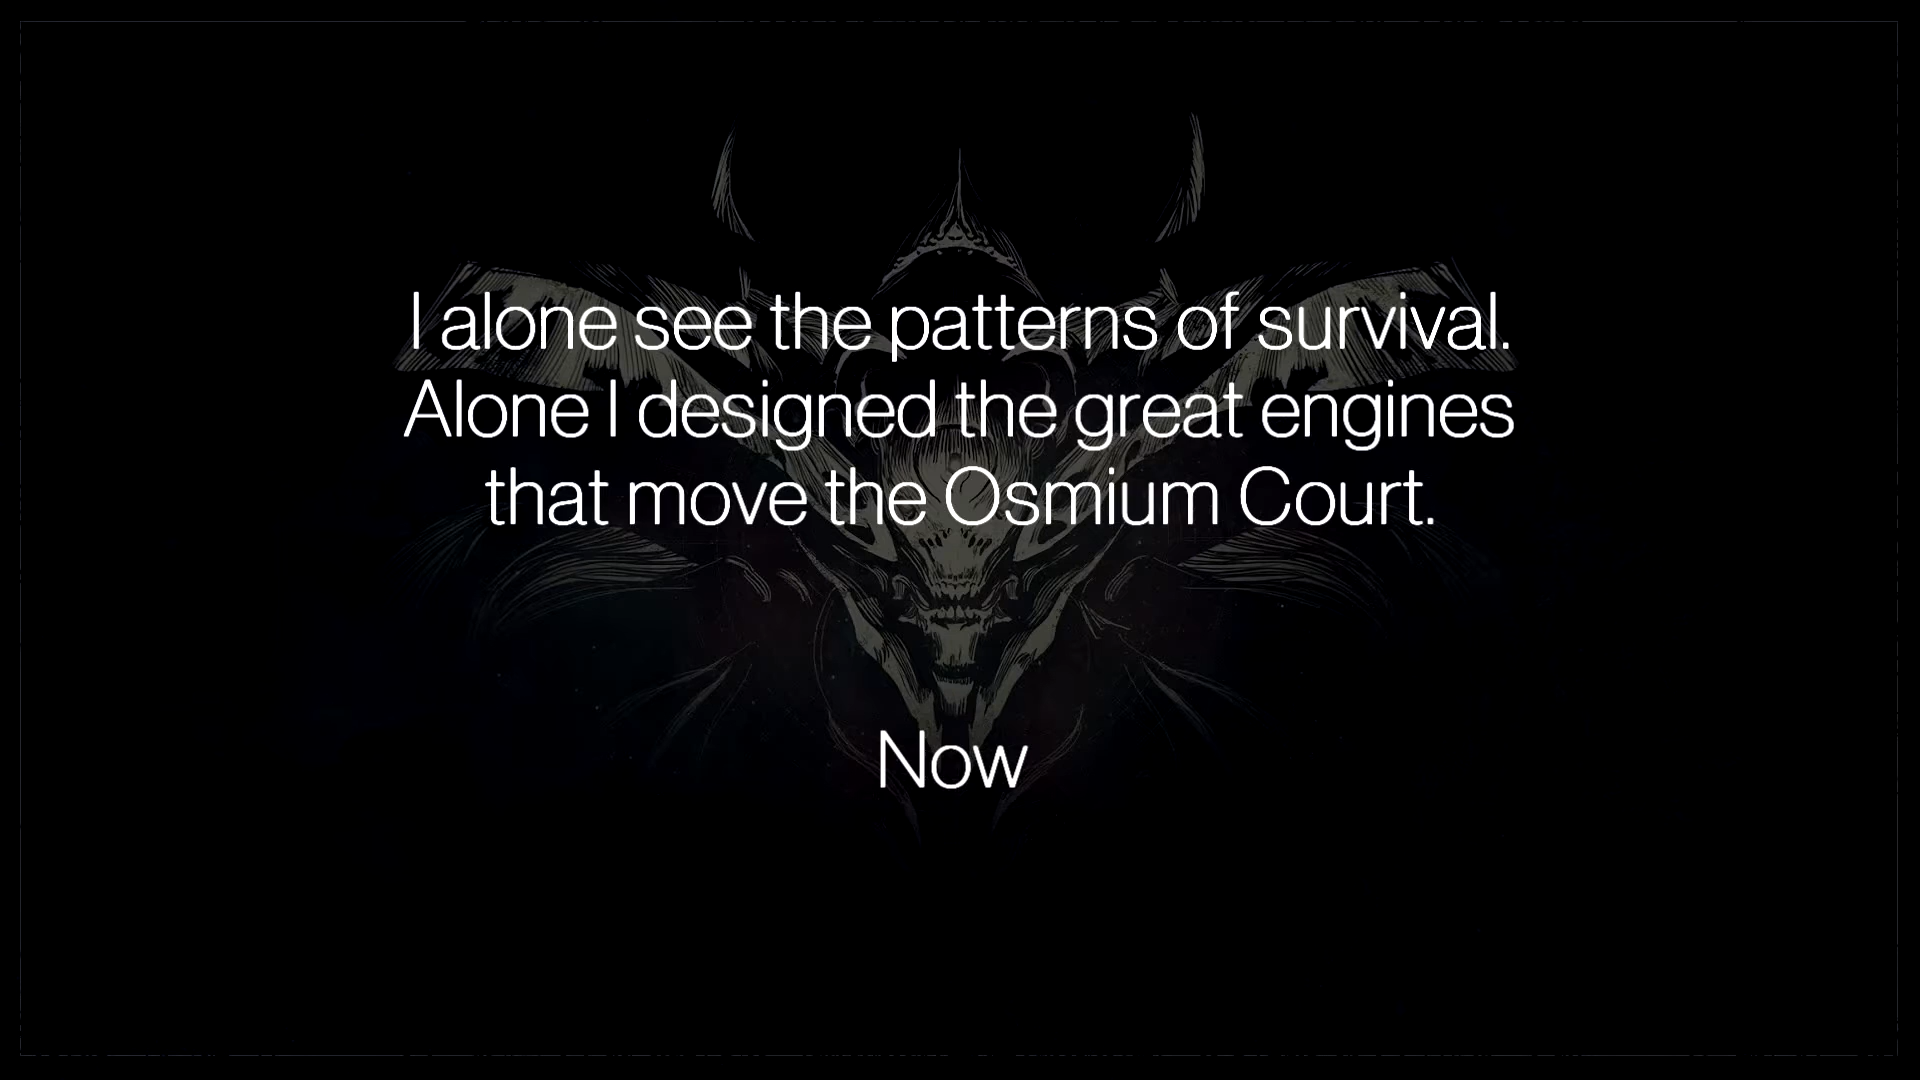 I alone see the patterns of survival.
Alone I designed the great engines
that move the Osmium Court.
Now